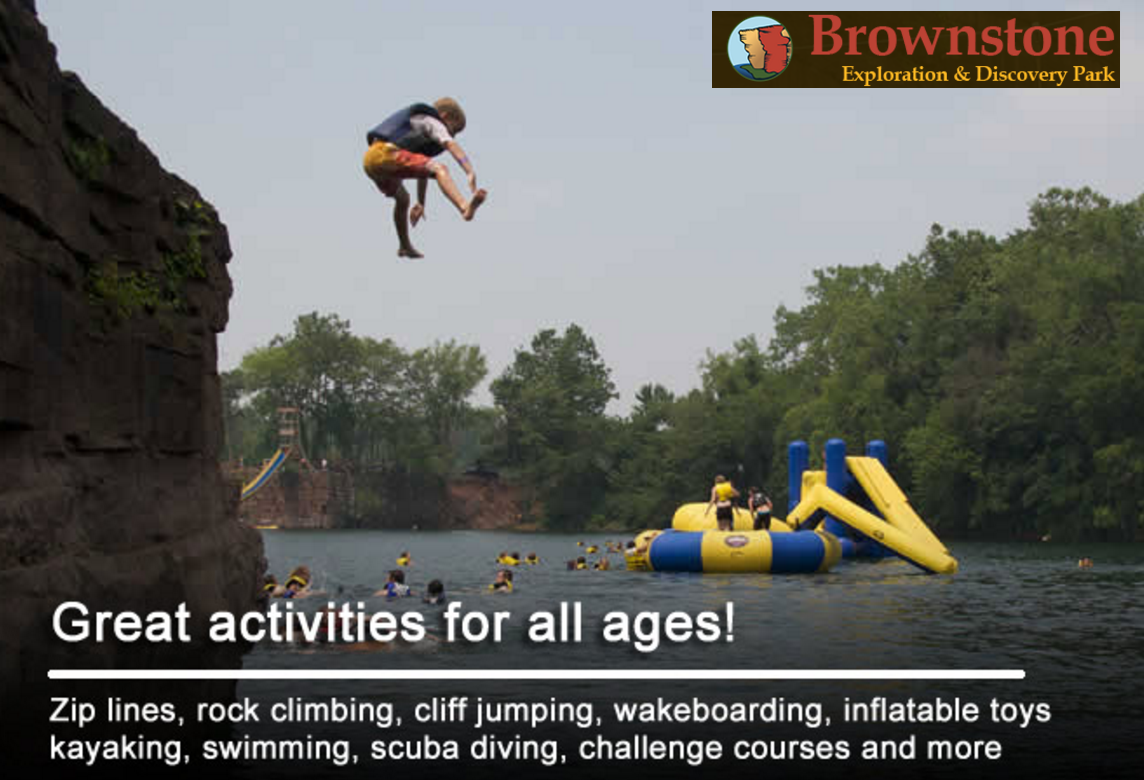 Brownstone
Exploration & Discovery Park
Great activities for all ages!
Zip lines, rock climbing, cliff jumping, wakeboarding, inflatable toys
kayaking, swimming, scuba diving, challenge courses and more